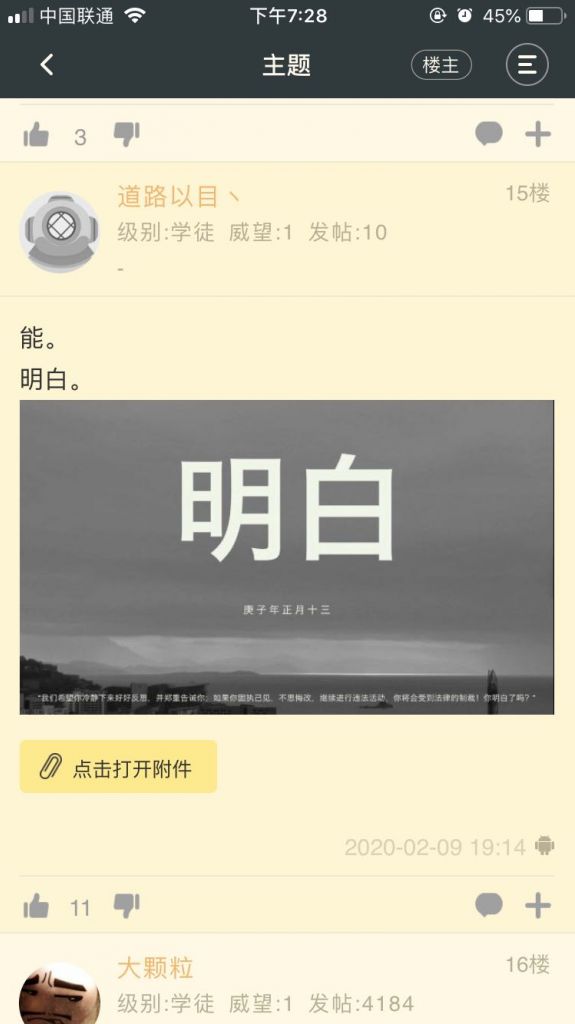 中国联通
下午7:28
45%
主题
楼主
3
道路以目丶
15楼
级别:学徒 威望:1 发帖:10
-
能。
明白。
明白
庚子年正月十三
“我们希望你冷静下来好好反思，并郑重告诫你：如果你固执己见，不思悔改，继续进行违法活动，你将会受到法律的制裁！你明白了吗？”
点击打开附件
2020-02-09 19:14
11
大颗粒
16楼
级别:学徒 威望:1 发帖:4184